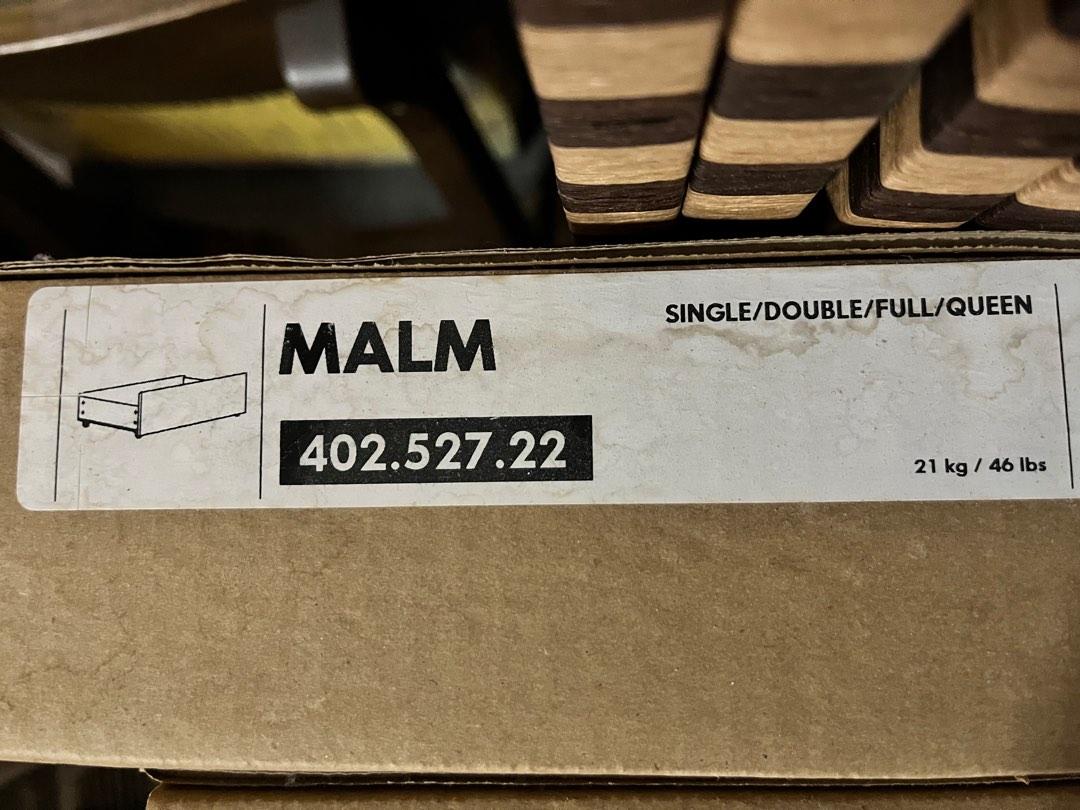 MALM
SINGLE/DOUBLE/FULL/QUEEN
402.527.22
21 kg / 46 lbs